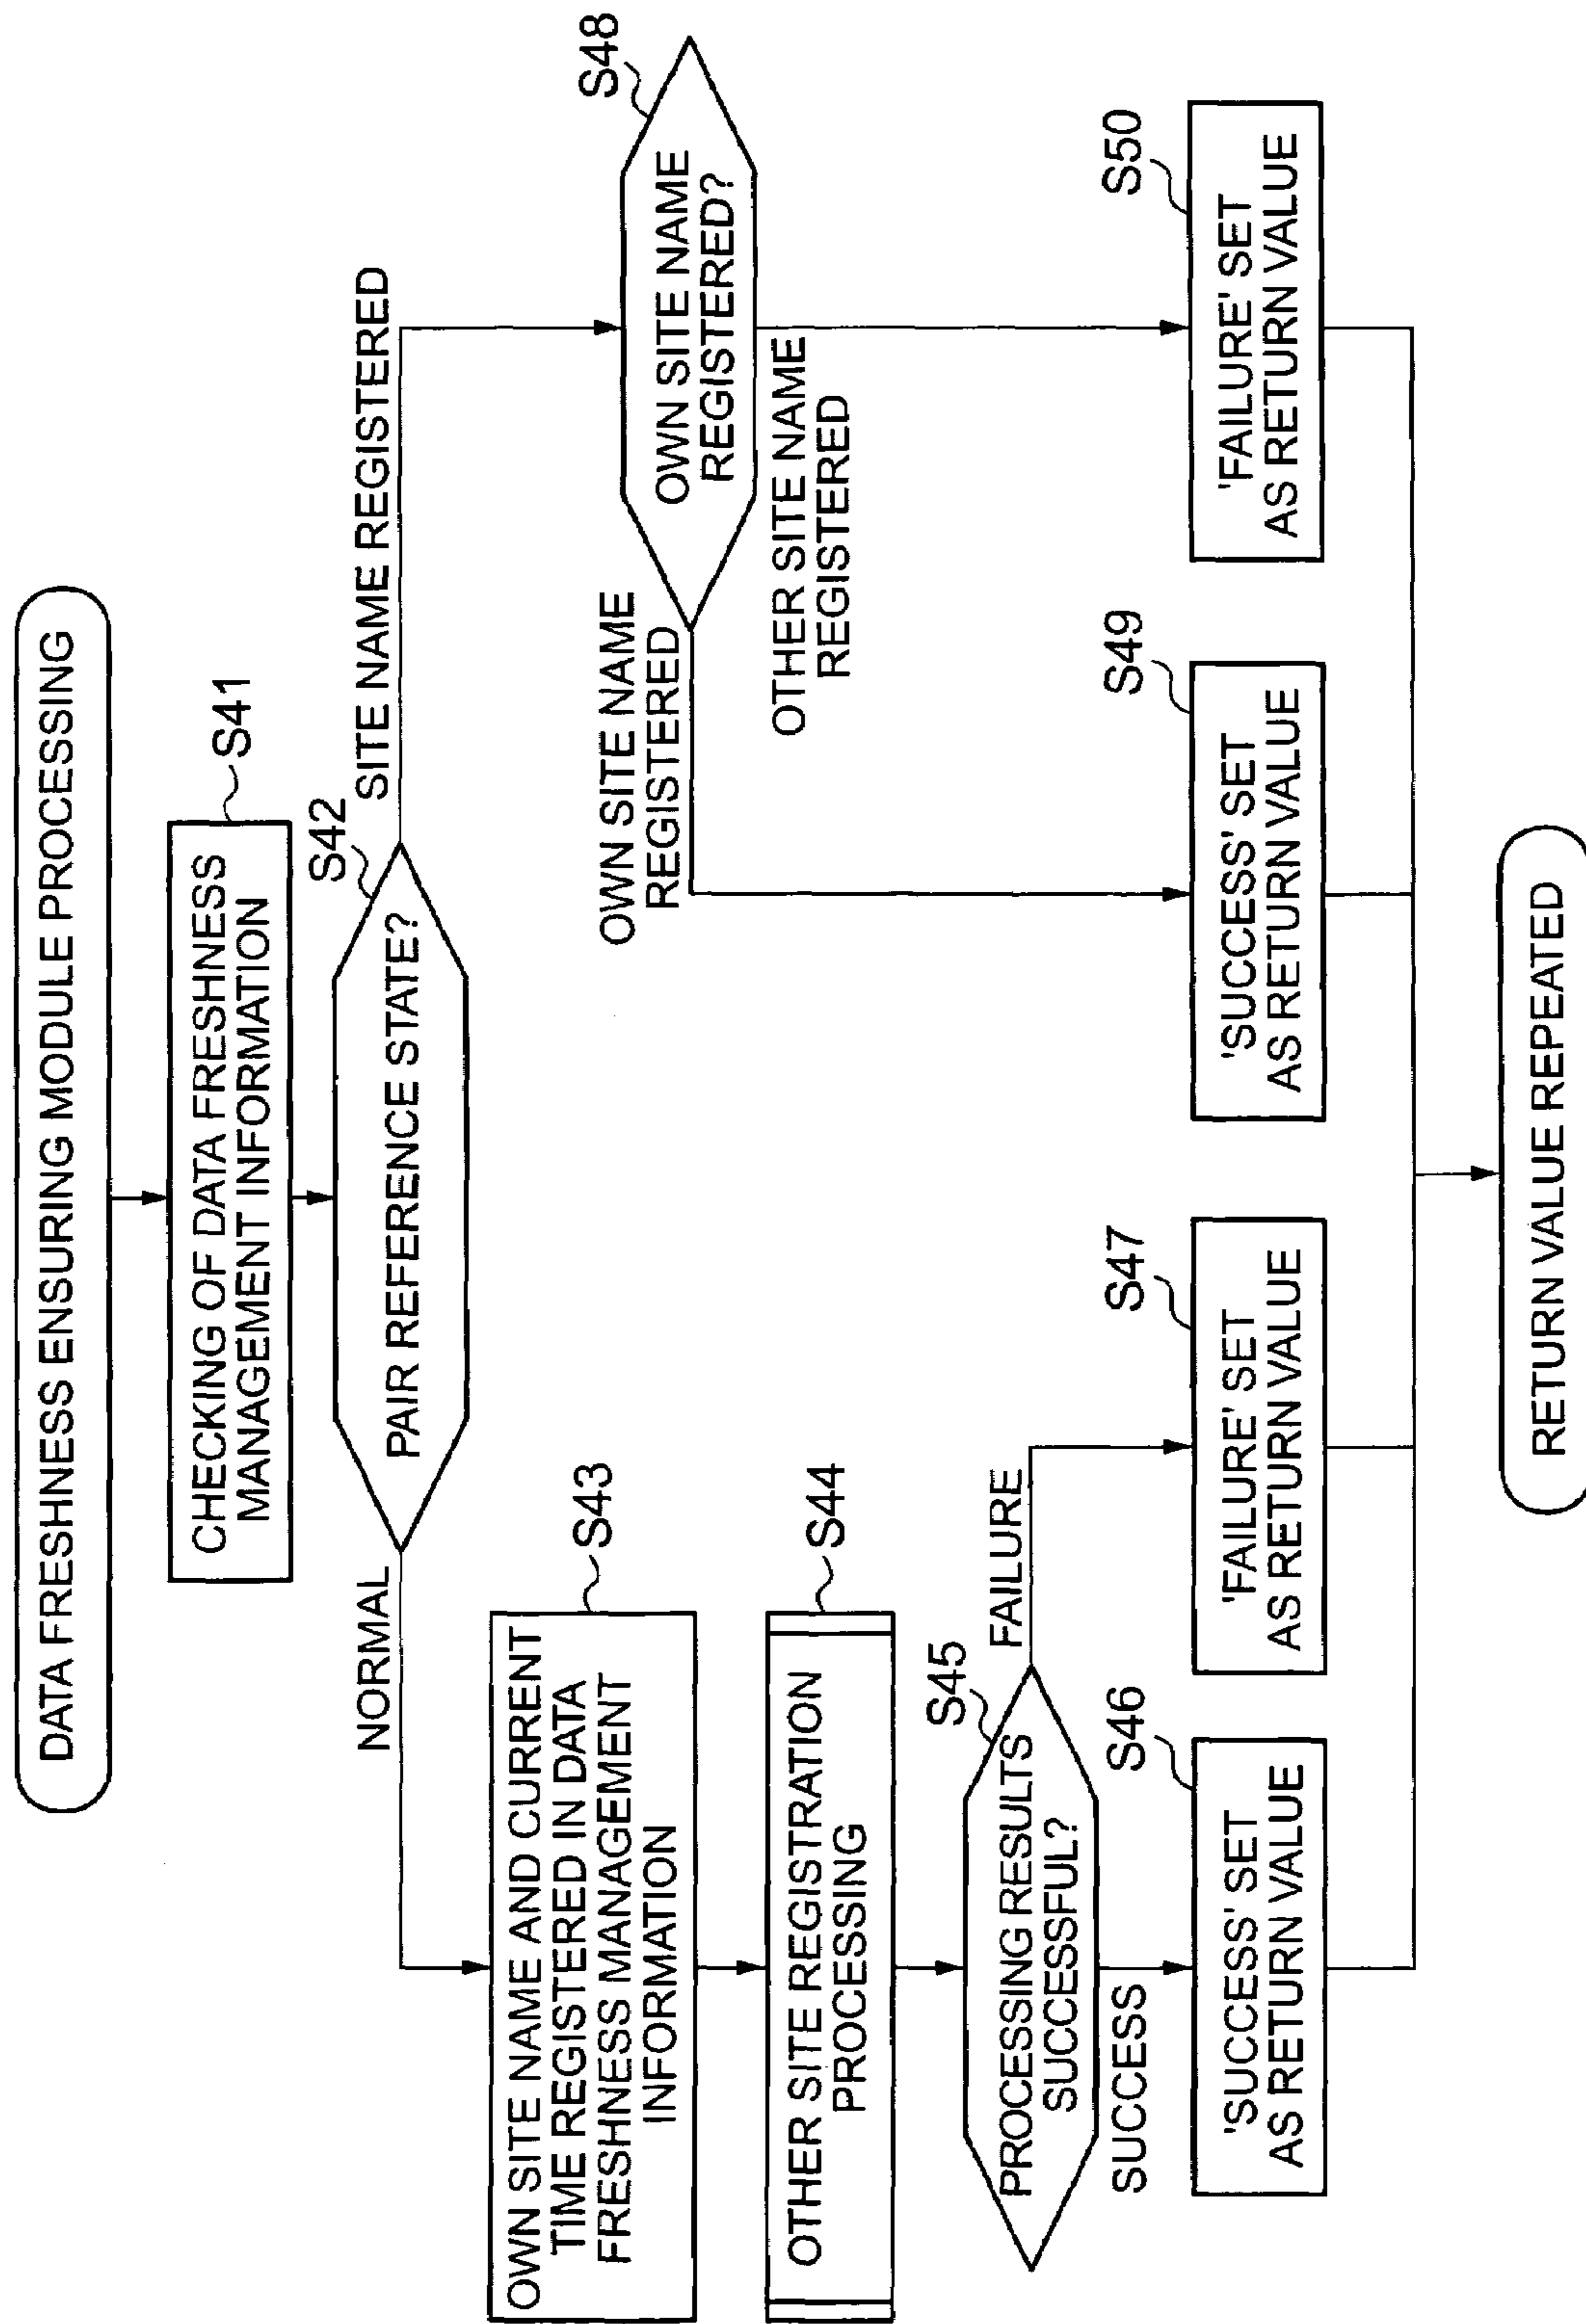 DATA FRESHNESS ENSURING MODULE PROCESSING
CHECKING OF DATA FRESHNESS
MANAGEMENT INFORMATION
S41
S42
PAIR REFERENCE STATE?
NORMAL
SITE NAME REGISTERED
OWN SITE NAME AND CURRENT
TIME REGISTERED IN DATA
FRESHNESS MANAGEMENT
INFORMATION
S43
OTHER SITE REGISTRATION
PROCESSING
S44
PROCESSING RESULTS
SUCCESSFUL?
S45
FAILURE
SUCCESS
S48
OWN SITE NAME
REGISTERED?
OWN SITE NAME
REGISTERED
OTHER SITE NAME
REGISTERED
S46
'SUCCESS' SET
AS RETURN VALUE
S47
'FAILURE' SET
AS RETURN VALUE
S49
'SUCCESS' SET
AS RETURN VALUE
S50
'FAILURE' SET
AS RETURN VALUE
RETURN VALUE REPEATED